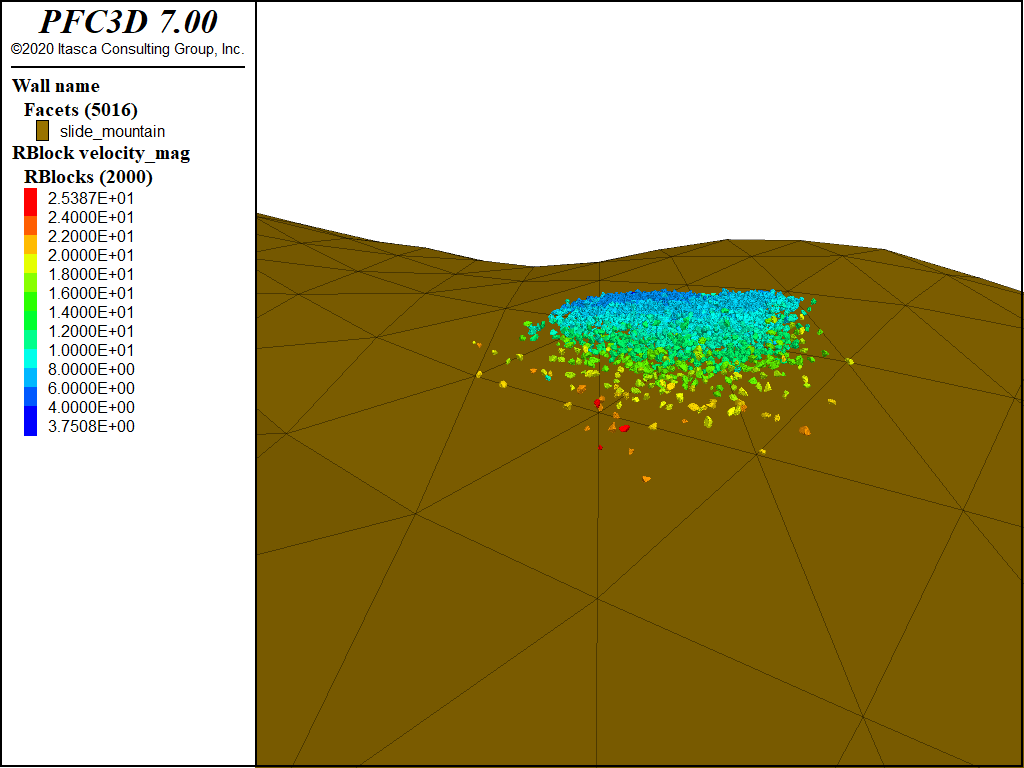 PFC3D 7.00
©2020 Itasca Consulting Group, Inc.
Wall name
Facets (5016)
slide_mountain
RBlock velocity_mag
RBlocks (2000)
2.5387E+01
2.4000E+01
2.2000E+01
2.0000E+01
1.8000E+01
1.6000E+01
1.4000E+01
1.2000E+01
1.0000E+01
8.0000E+00
6.0000E+00
4.0000E+00
3.7508E+00